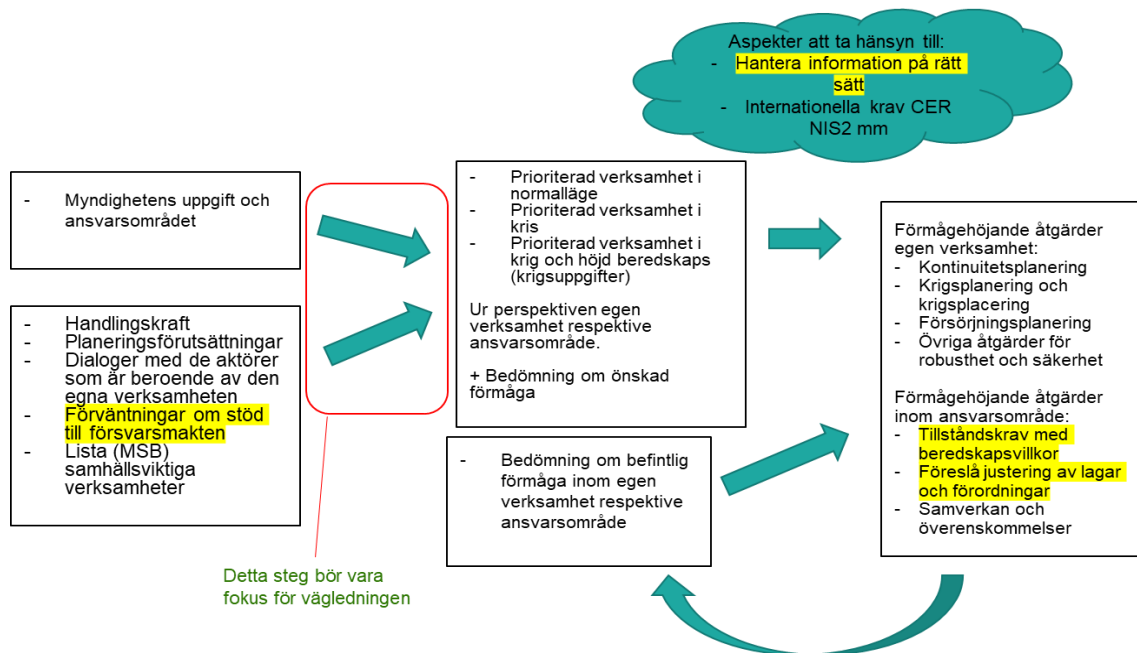 Aspekter att ta hänsyn till:
- Hantera information på rätt
sätt
- Internationella krav CER
NIS2 mm
- Myndighetens uppgift och
ansvarsområdet
- Handlingskraft
- Planeringsförutsättningar
- Dialoger med de aktörer
som är beroende av den
egna verksamheten
- Förväntningar om stöd
till försvarsmakten
- Lista (MSB)
samhällsviktiga
verksamheter
- Prioriterad verksamhet i
normalläge
- Prioriterad verksamhet i
kris
- Prioriterad verksamhet i
krig och höjd beredskaps
(krigsuppgifter)
Ur perspektiven egen
verksamhet respektive
ansvarsområde.
+ Bedömning om önskad
förmåga
- Bedömning om befintlig
förmåga inom egen
verksamhet respektive
ansvarsområde
Förmågehöjande åtgärder
egen verksamhet:
- Kontinuitetsplanering
- Krigsplanering och
krigsplacering
- Försörjningsplanering
- Övriga åtgärder för
robusthet och säkerhet
Förmågehöjande åtgärder
inom ansvarsområde:
- Tillståndskrav med
beredskapsvillkor
- Föreslå justering av lagar
och förordningar
- Samverkan och
överenskommelser
Detta steg bör vara
fokus för vägledningen